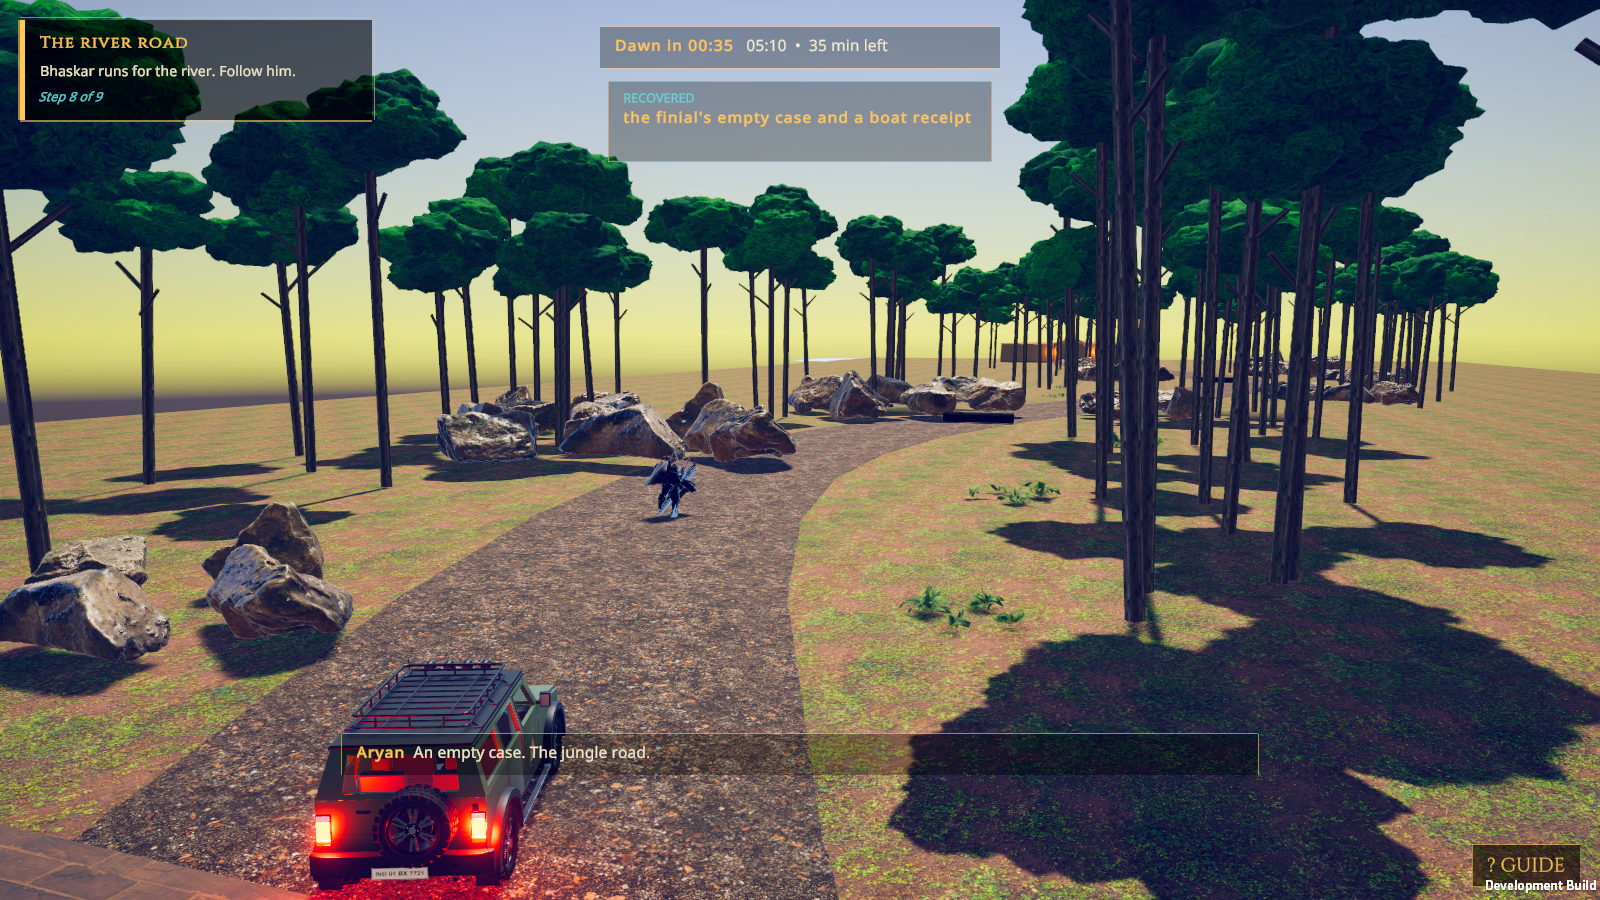 THE RIVER ROAD
Bhaskar runs for the river. Follow him.
Step 8 of 9
Dawn in 00:35 05:10 • 35 min left
RECOVERED
the finial's empty case and a boat receipt
Aryan An empty case. The jungle road.
? GUIDE
Development Build